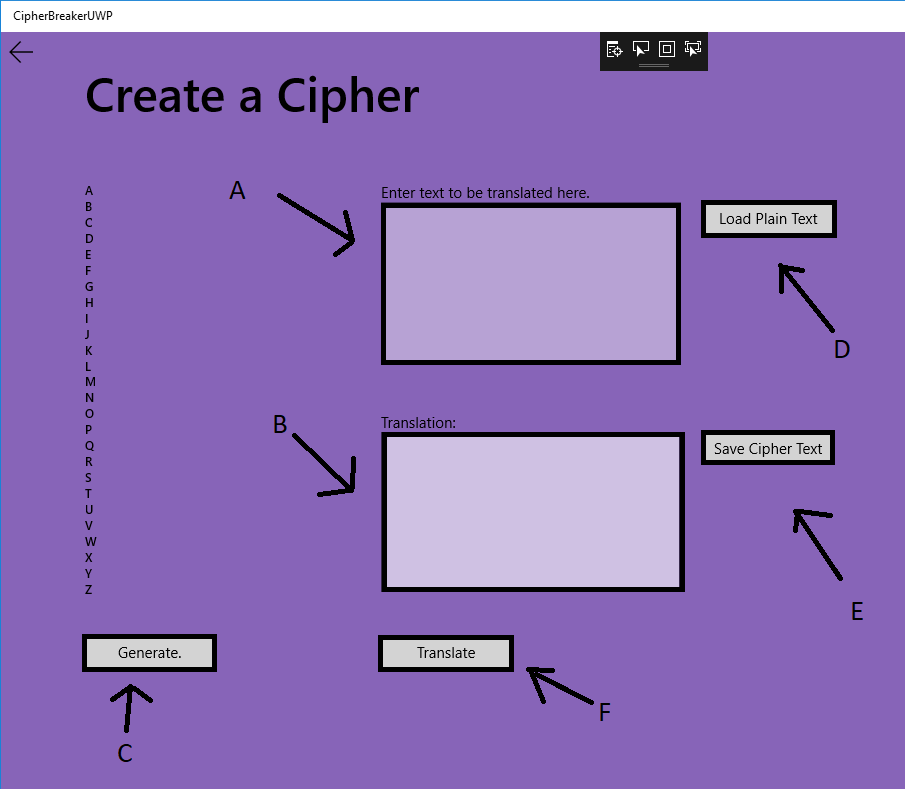 CipherBreakerUWP
Create a Cipher
A
Enter text to be translated here.
Load Plain Text
D
A
B
C
D
E
F
G
H
I
J
K
L
M
N
O
P
Q
R
S
T
U
V
W
X
Y
Z
B
Translation:
Save Cipher Text
E
Generate.
C
Translate
F